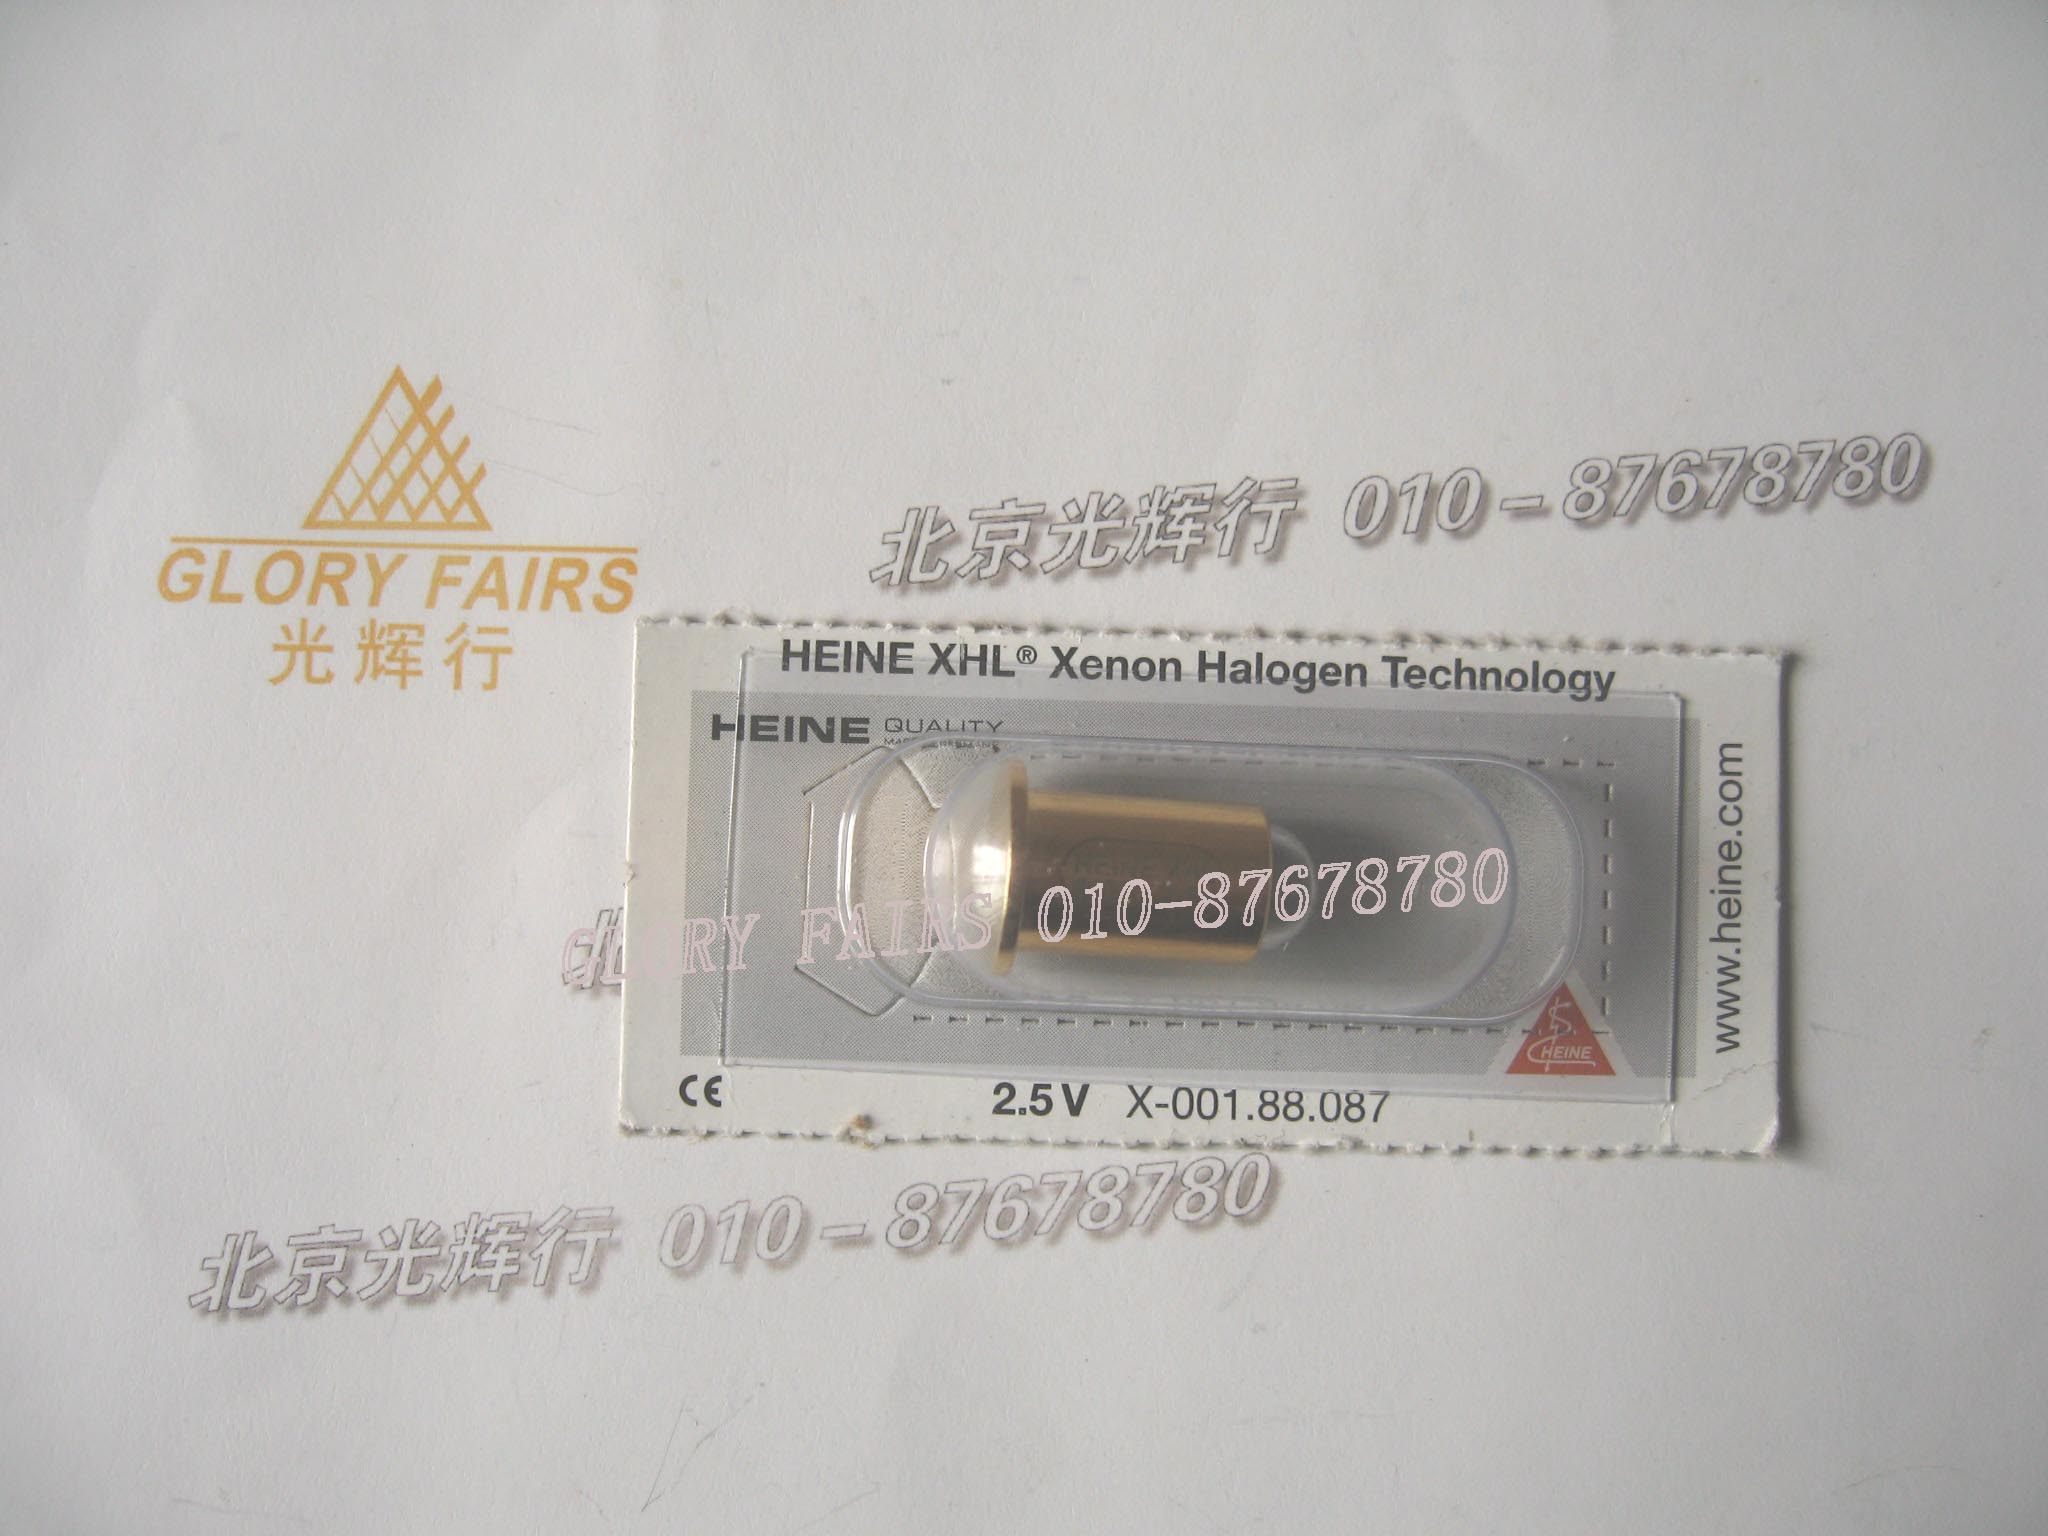 GLORY FAIRS
光辉行
北京光辉行 010-87678780
HEINE XHL® Xenon Halogen Technology
HEINE QUALITY
www.heine.com
GLORY FAIRS 010-87678780
HEINE
CE 2.5V X-001.88.087
北京光辉行 010-87678780